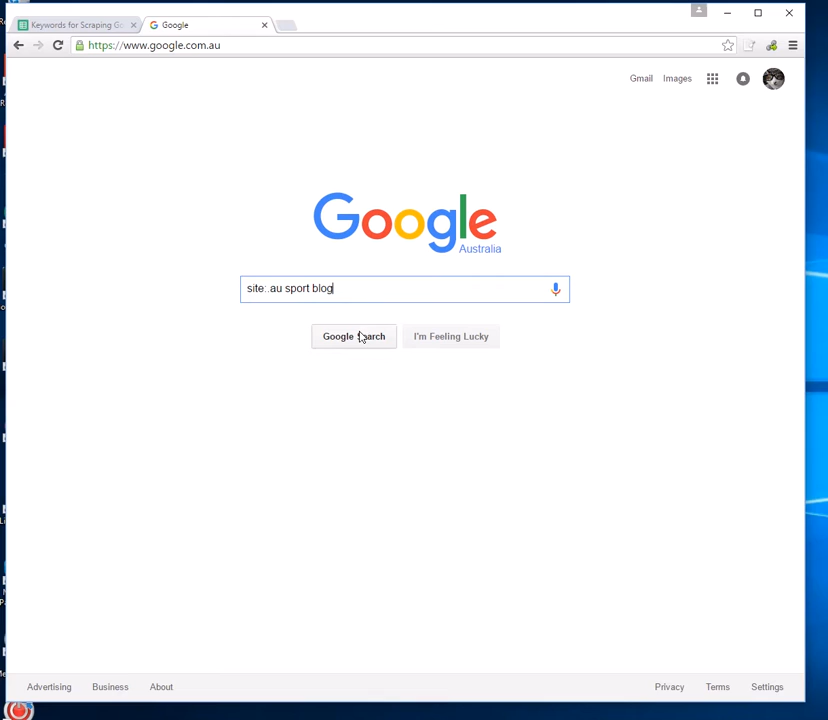 Keywords for Scraping Go
Google
https://www.google.com.au
Gmail Images
Google
Australia
site:.au sport blog
Google Search I'm Feeling Lucky
Advertising Business About Privacy Terms Settings